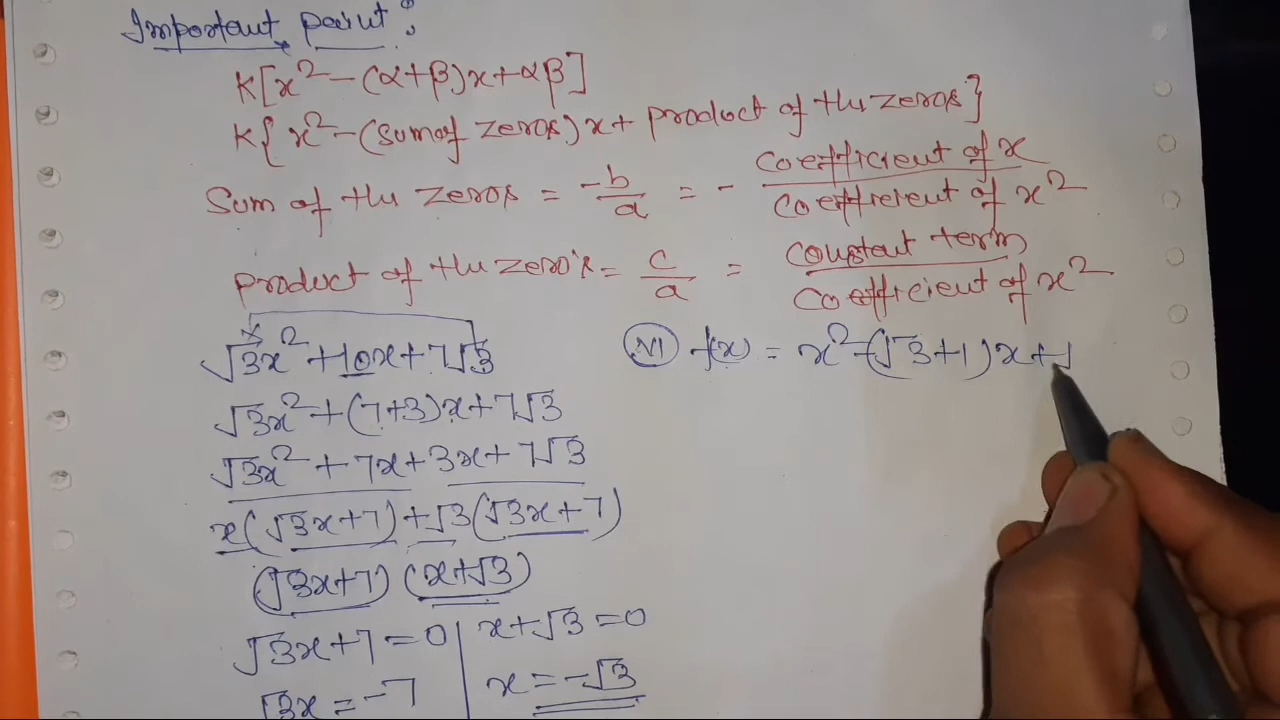 Important point :
K[x² - (α+β)x + αβ]
K{x² - (sum of zeros)x + product of the zeros}
Sum of the zeros = -b/a = - coefficient of x / coefficient of x²
product of the zero's = c/a = constant term / coefficient of x²
√3x² + 10x + 7√3
√3x² + (7+3)x + 7√3
√3x² + 7x + 3x + 7√3
x(√3x+7) + √3(√3x+7)
(√3x+7) (x+√3)
√3x+7 = 0 | x+√3 = 0
√3x = -7 | x = -√3
(VI) f(x) = x² - (√3+1)x + √